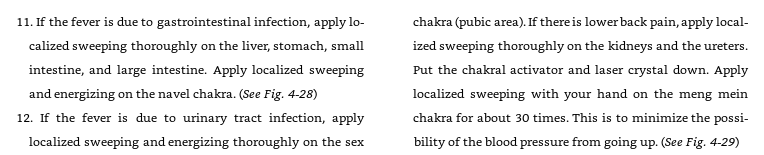 11. If the fever is due to gastrointestinal infection, apply lo-
calized sweeping thoroughly on the liver, stomach, small
intestine, and large intestine. Apply localized sweeping
and energizing on the navel chakra. (See Fig. 4-28)
12. If the fever is due to urinary tract infection, apply
localized sweeping and energizing thoroughly on the sex
chakra (pubic area). If there is lower back pain, apply local-
ized sweeping thoroughly on the kidneys and the ureters.
Put the chakral activator and laser crystal down. Apply
localized sweeping with your hand on the meng mein
chakra for about 30 times. This is to minimize the possi-
bility of the blood pressure from going up. (See Fig. 4-29)